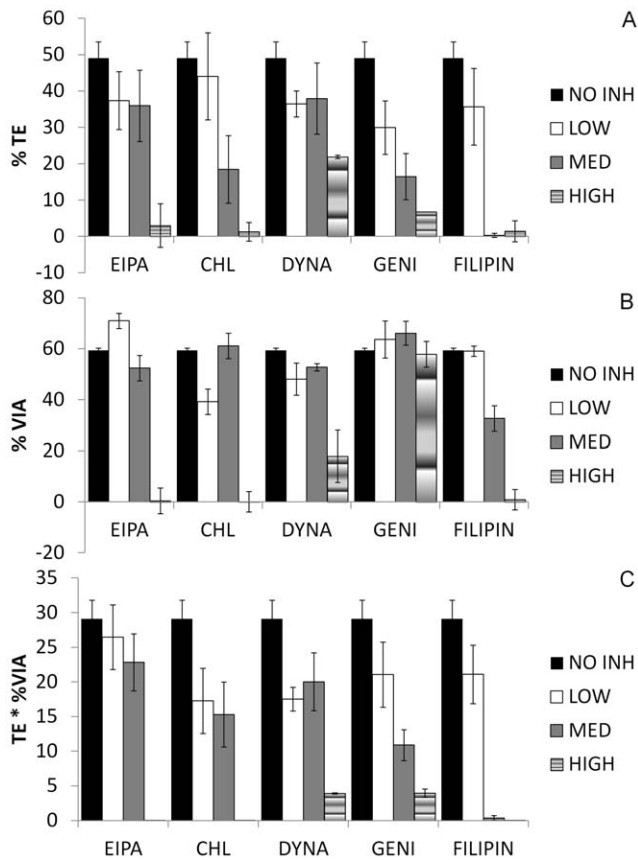 A
% TE
60
50
40
30
20
10
0
-10
EIPA CHL DYNA GENI FILIPIN
NO INH
LOW
MED
HIGH
B
% VIA
80
60
40
20
0
-20
EIPA CHL DYNA GENI FILIPIN
NO INH
LOW
MED
HIGH
C
TE * %VIA
35
30
25
20
15
10
5
0
EIPA CHL DYNA GENI FILIPIN
NO INH
LOW
MED
HIGH